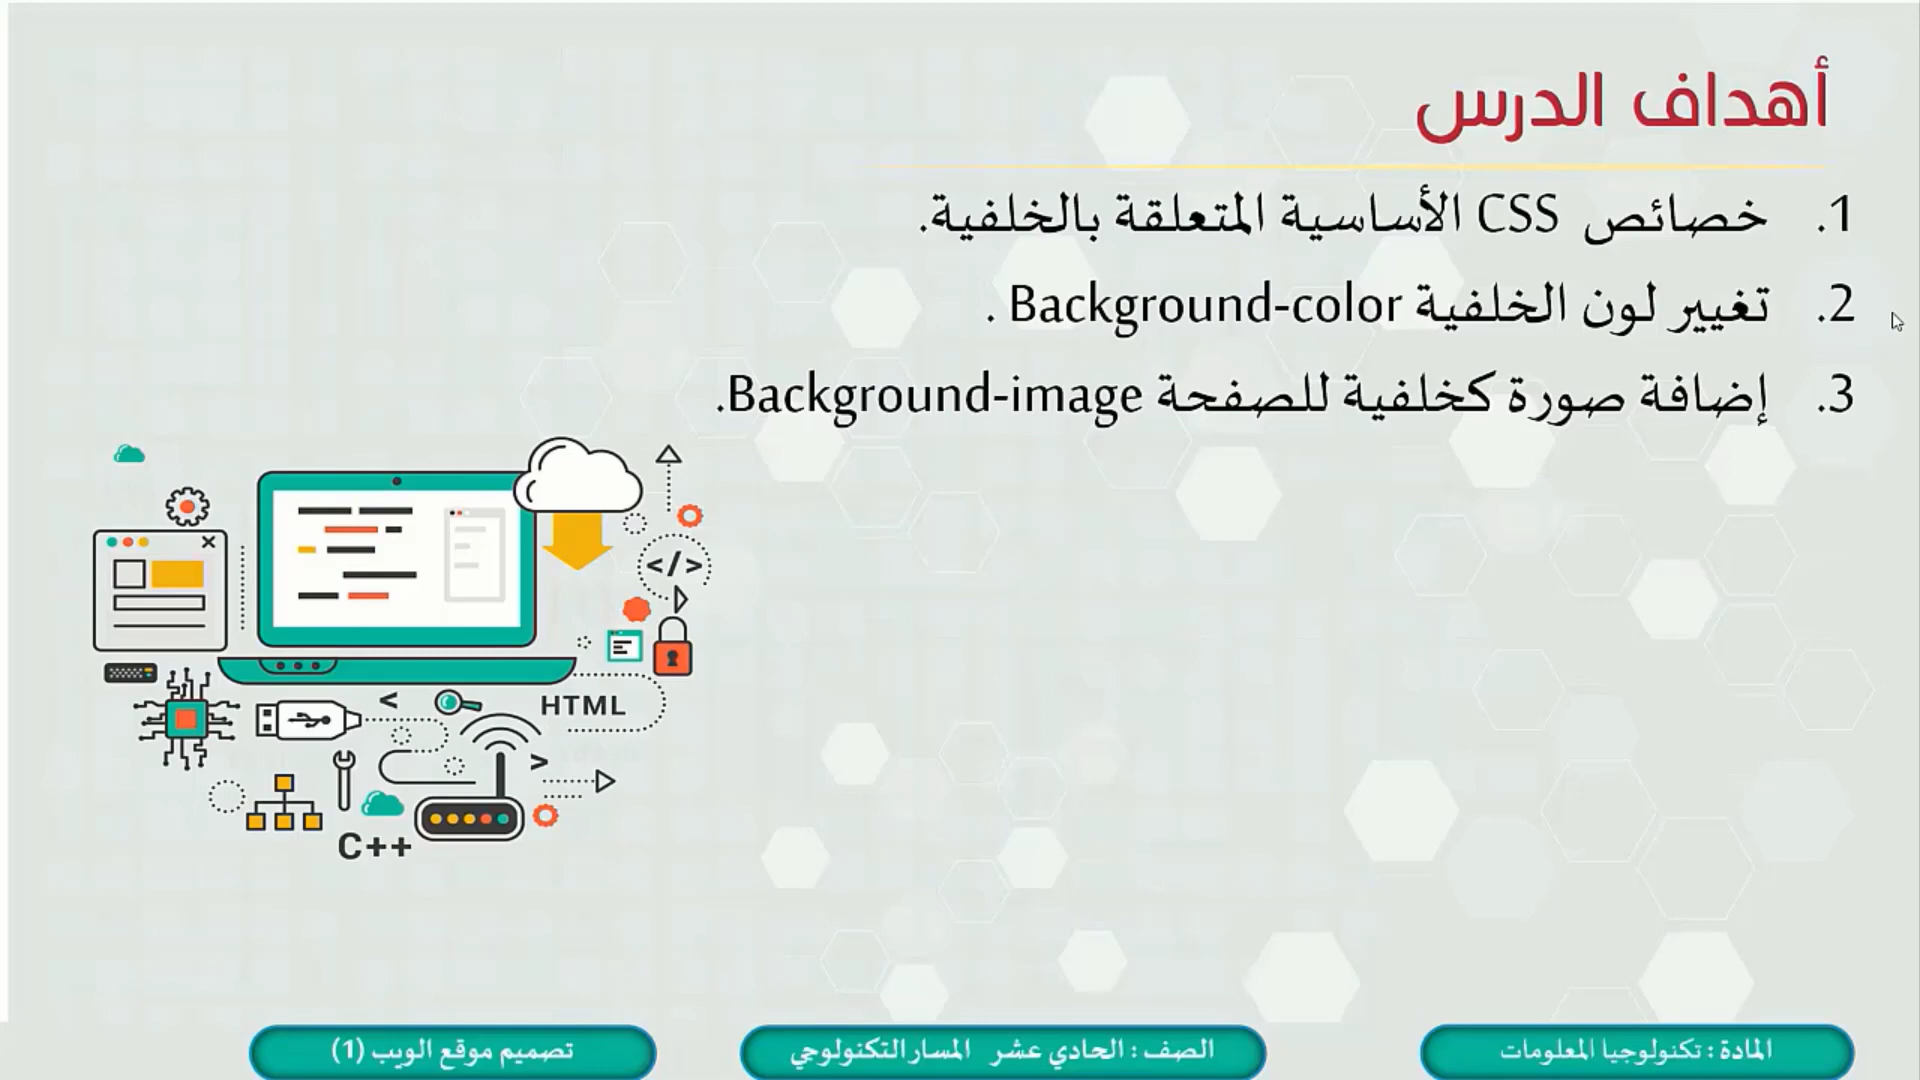 أهداف الدرس
1. خصائص CSS الأساسية المتعلقة بالخلفية.
2. تغيير لون الخلفية Background-color .
3. إضافة صورة كخلفية للصفحة Background-image.
</>
HTML
<
>
C++
المادة : تكنولوجيا المعلومات
الصف : الحادي عشر المسار التكنولوجي
تصميم موقع الويب (1)